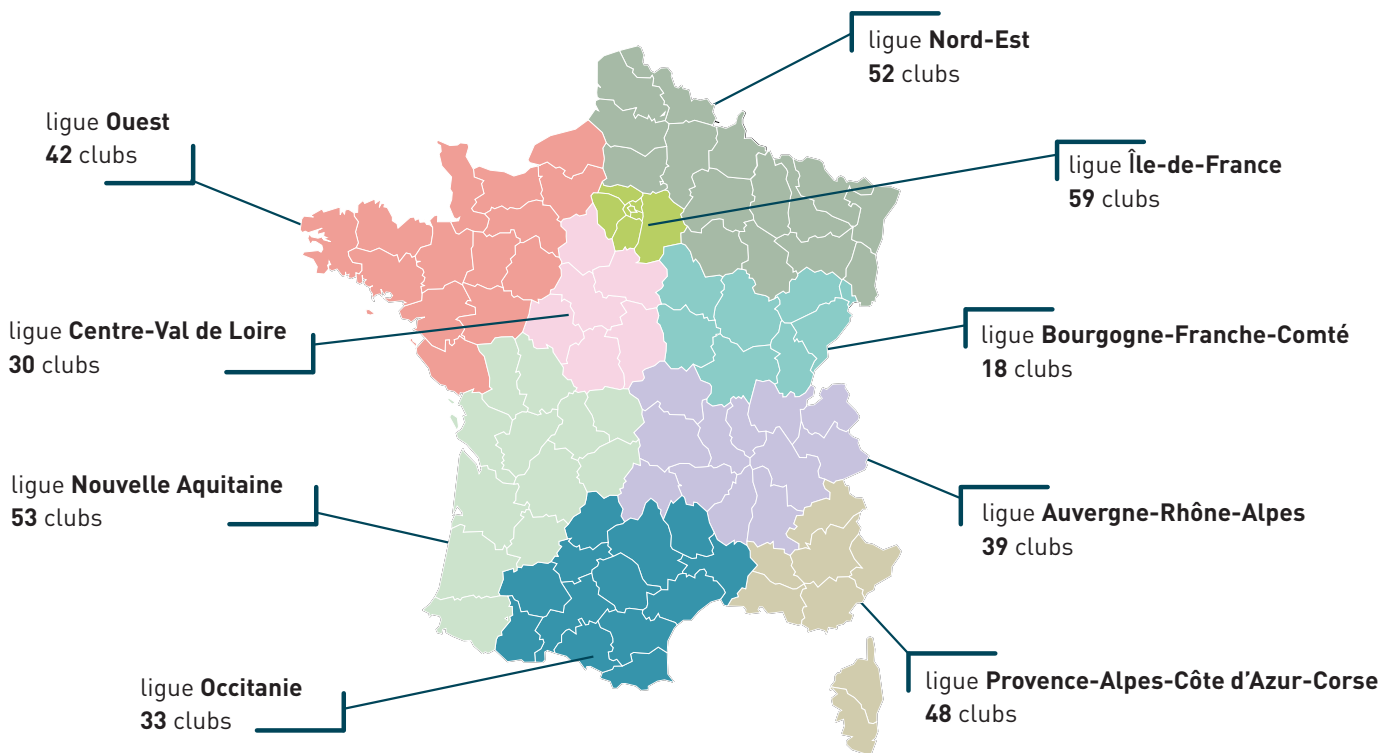 ligue Nord-Est
52 clubs
ligue Ouest
42 clubs
ligue Île-de-France
59 clubs
ligue Centre-Val de Loire
30 clubs
ligue Bourgogne-Franche-Comté
18 clubs
ligue Nouvelle Aquitaine
53 clubs
ligue Auvergne-Rhône-Alpes
39 clubs
ligue Occitanie
33 clubs
ligue Provence-Alpes-Côte d’Azur-Corse
48 clubs